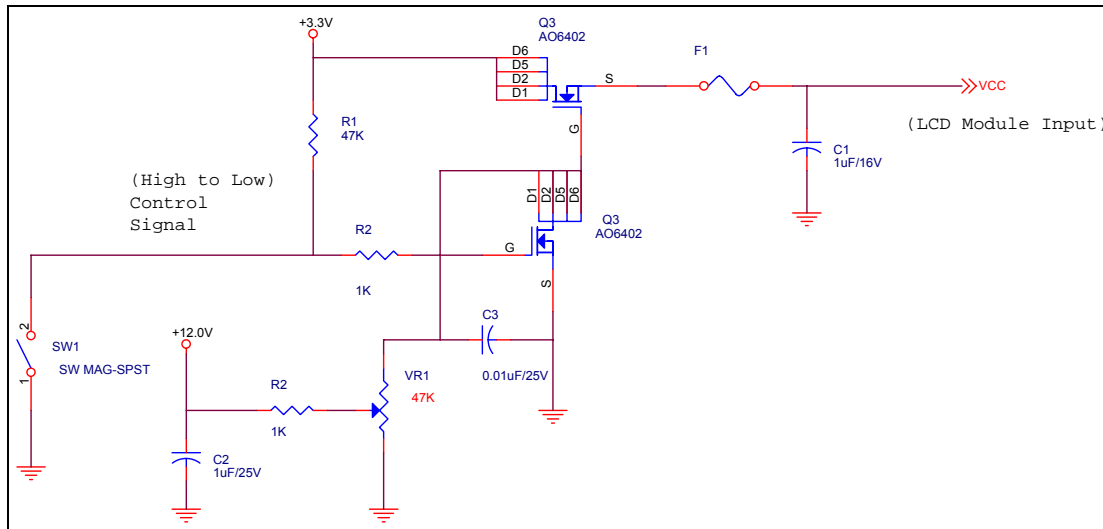 Q3
AO6402
+3.3V
F1
D6
D5
D2
D1
S
G
VCC
(LCD Module Input)
R1
47K
C1
1uF/16V
(High to Low)
Control
Signal
D1
D2
D5
D6
Q3
AO6402
R2
G
1K
S
2
+12.0V
C3
SW1
SW MAG-SPST
1
0.01uF/25V
R2
VR1
47K
1K
C2
1uF/25V